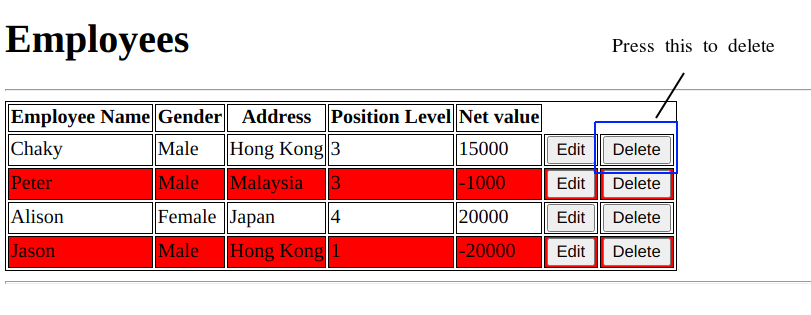 Employees
Press this to delete
Employee Name Gender Address Position Level Net value
Chaky Male Hong Kong 3 15000 Edit Delete
Peter Male Malaysia 3 -1000 Edit Delete
Alison Female Japan 4 20000 Edit Delete
Jason Male Hong Kong 1 -20000 Edit Delete